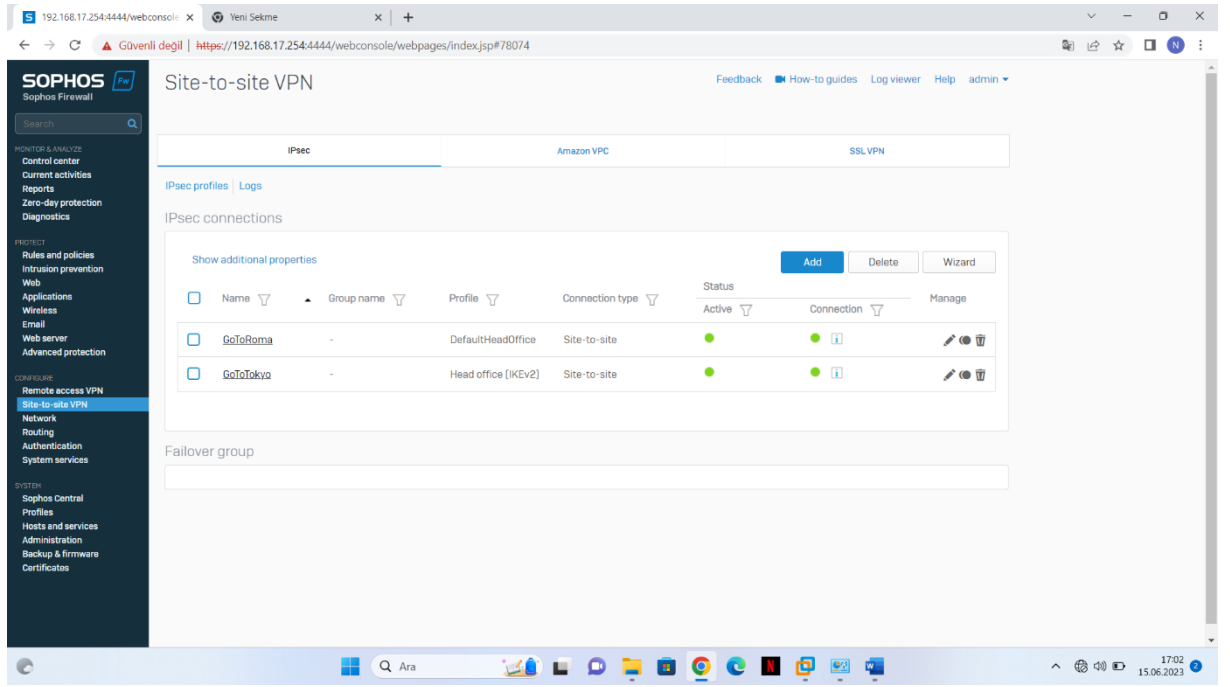 192.168.17.254:4444/webconsole
Yeni Sekme
Güvenli değil | https://192.168.17.254:4444/webconsole/webpages/index.jsp#78074
N
SOPHOS Fw
Sophos Firewall
Search
MONITOR & ANALYZE
Control center
Current activities
Reports
Zero-day protection
Diagnostics
PROTECT
Rules and policies
Intrusion prevention
Web
Applications
Wireless
Email
Web server
Advanced protection
CONFIGURE
Remote access VPN
Site-to-site VPN
Network
Routing
Authentication
System services
SYSTEM
Sophos Central
Profiles
Hosts and services
Administration
Backup & firmware
Certificates
Site-to-site VPN
Feedback How-to guides Log viewer Help admin
IPsec Amazon VPC SSL VPN
IPsec profiles Logs
IPsec connections
Show additional properties Add Delete Wizard
Status
Name Group name Profile Connection type Active Connection Manage
GoToRoma - DefaultHeadOffice Site-to-site
GoToTokyo - Head office (IKEv2) Site-to-site
Failover group
Ara
17:02
15.06.2023
2